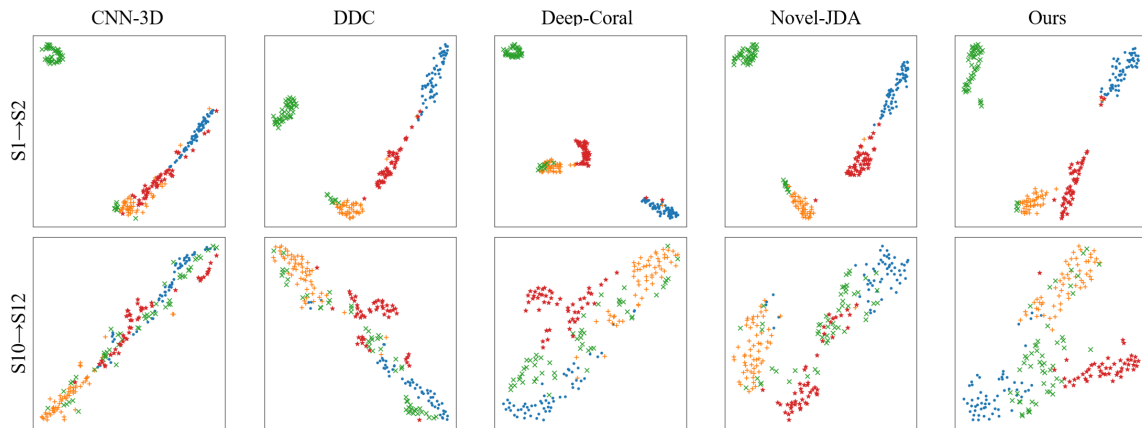 CNN-3D DDC Deep-Coral Novel-JDA Ours
S1→S2
S10→S12